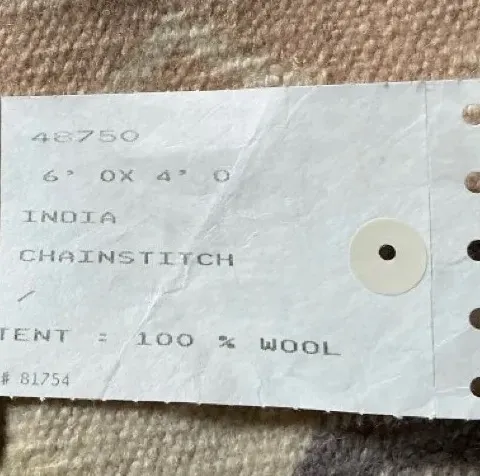 48750
6' 0X 4' 0
INDIA
CHAINSTITCH
/
TENT = 100 % WOOL
# 81754